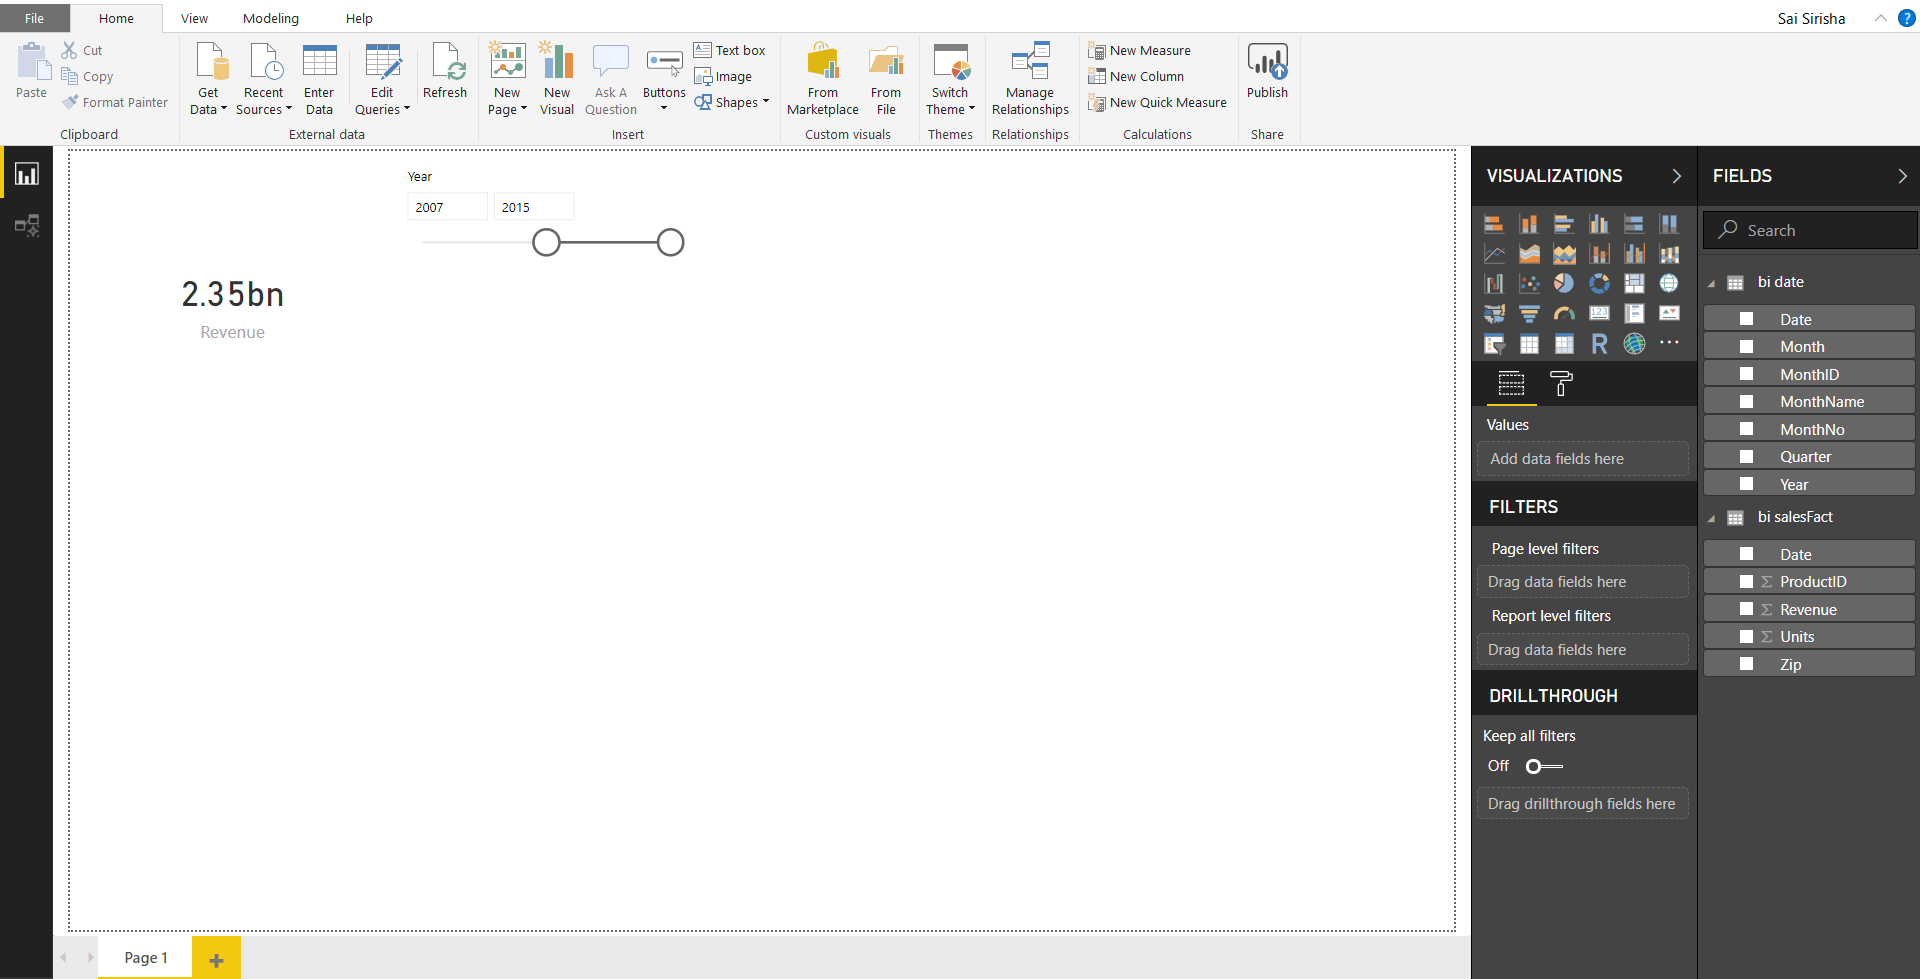 File Home View Modeling Help Sai Sirisha ?
Paste
Cut
Copy
Format Painter
Clipboard
Get
Data
Recent
Sources
Enter
Data
Edit
Queries
Refresh
External data
New
Page
New
Visual
Ask A
Question
Buttons
Text box
Image
Shapes
Insert
From
Marketplace
From
File
Custom visuals
Switch
Theme
Themes
Manage
Relationships
Relationships
New Measure
New Column
New Quick Measure
Calculations
Publish
Share
Year
2007 2015
2.35bn
Revenue
Page 1
VISUALIZATIONS
123
R
Values
Add data fields here
FILTERS
Page level filters
Drag data fields here
Report level filters
Drag data fields here
DRILLTHROUGH
Keep all filters
Off
Drag drillthrough fields here
FIELDS
Search
bi date
Date
Month
MonthID
MonthName
MonthNo
Quarter
Year
bi salesFact
Date
Σ ProductID
Σ Revenue
Σ Units
Zip